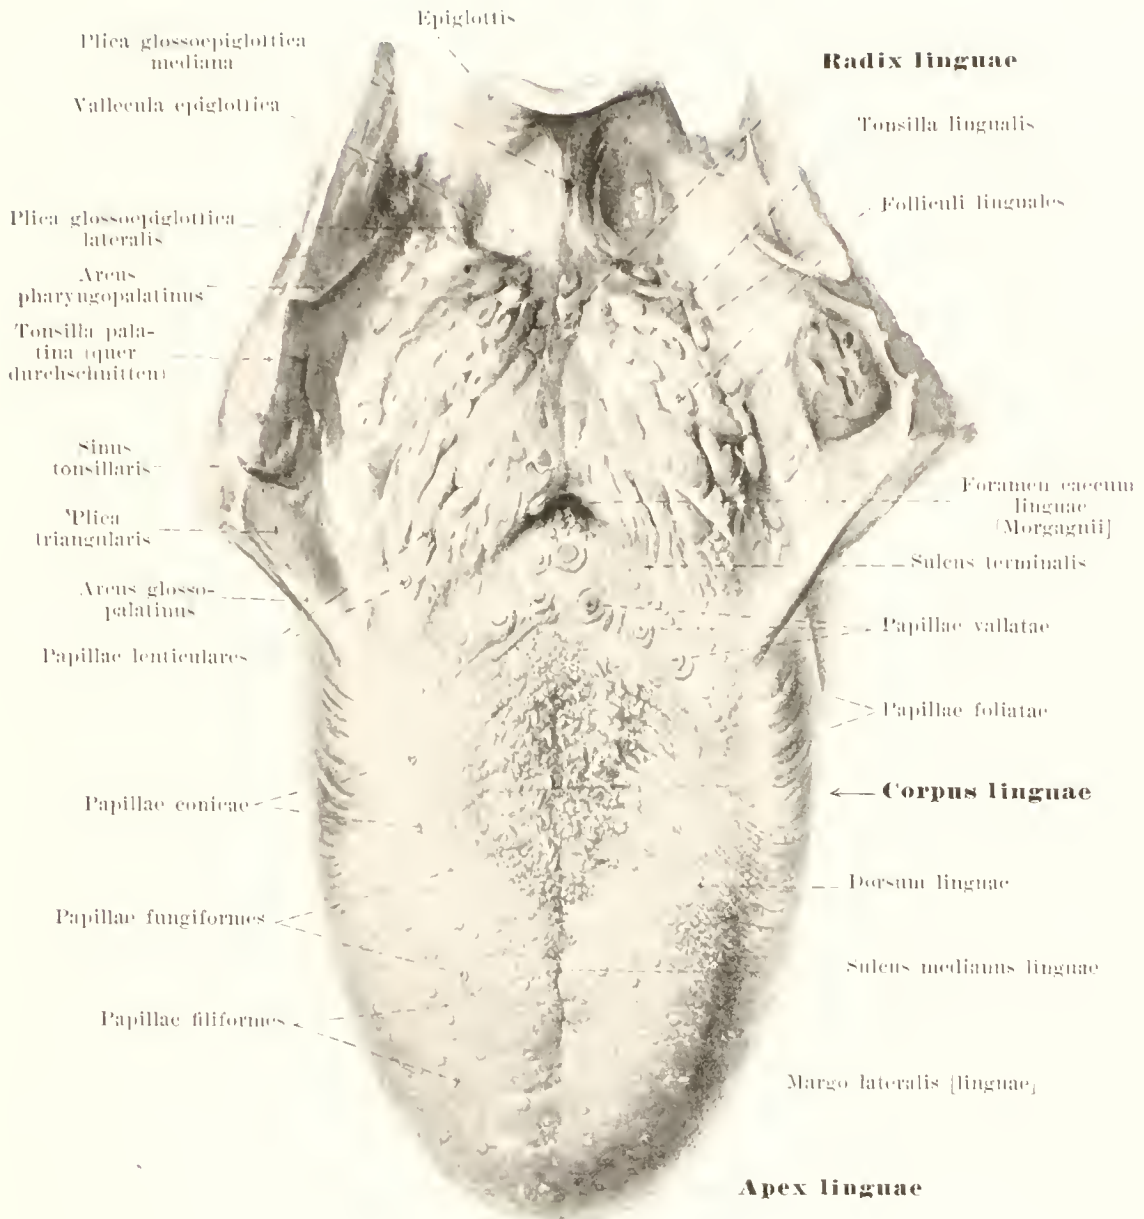 Epiglottis
Plica glossoepiglottica
mediana
Vallecula epiglottica
Plica glossoepiglottica
lateralis
Arcus
pharyngopalatinus
Tonsilla pala-
tina (quer
durchschnitten)
Sinus
tonsillaris
Plica
triangularis
Arcus glosso-
palatinus
Papillae lenticulares
Papillae conicae
Papillae fungiformes
Papillae filiformes
Radix linguae
Tonsilla lingualis
Folliculi linguales
Foramen caecum
linguae
[Morgagnii]
Sulcus terminalis
Papillae vallatae
Papillae foliatae
Corpus linguae
Dorsum linguae
Sulcus medianus linguae
Margo lateralis [linguae]
Apex linguae